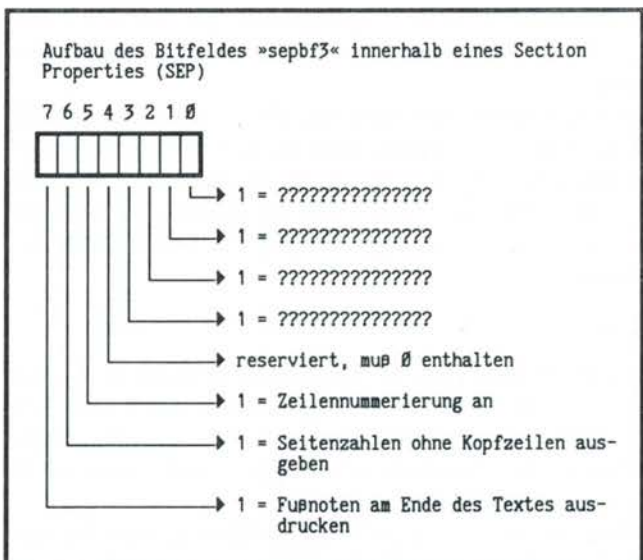 Aufbau des Bitfeldes »sepbf3« innerhalb eines Section
Properties (SEP)
7 6 5 4 3 2 1 Ø
1 = ???????????????
1 = ???????????????
1 = ???????????????
1 = ???????????????
reserviert, muß Ø enthalten
1 = Zeilennummerierung an
1 = Seitenzahlen ohne Kopfzeilen aus-
geben
1 = Fußnoten am Ende des Textes aus-
drucken